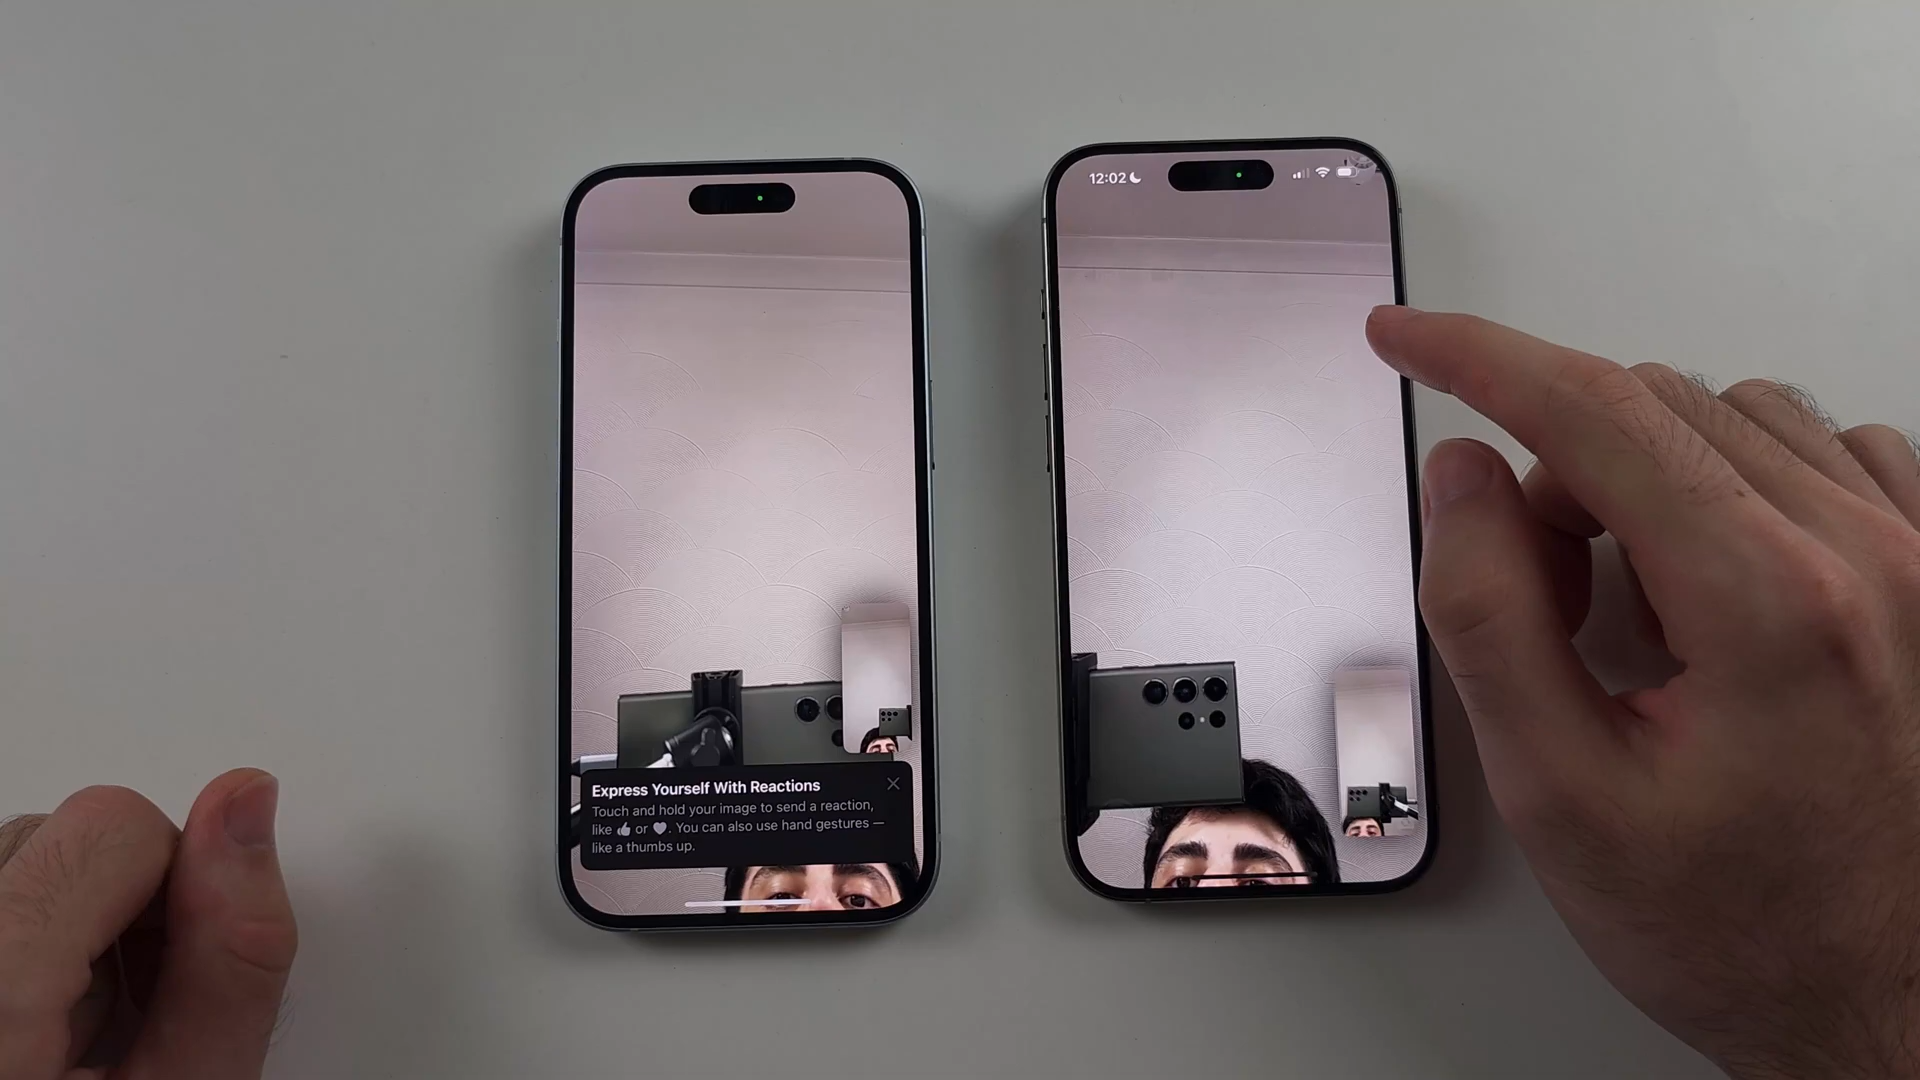 12:02
Express Yourself With Reactions
Touch and hold your image to send a reaction,
like 👍 or ♥. You can also use hand gestures —
like a thumbs up.